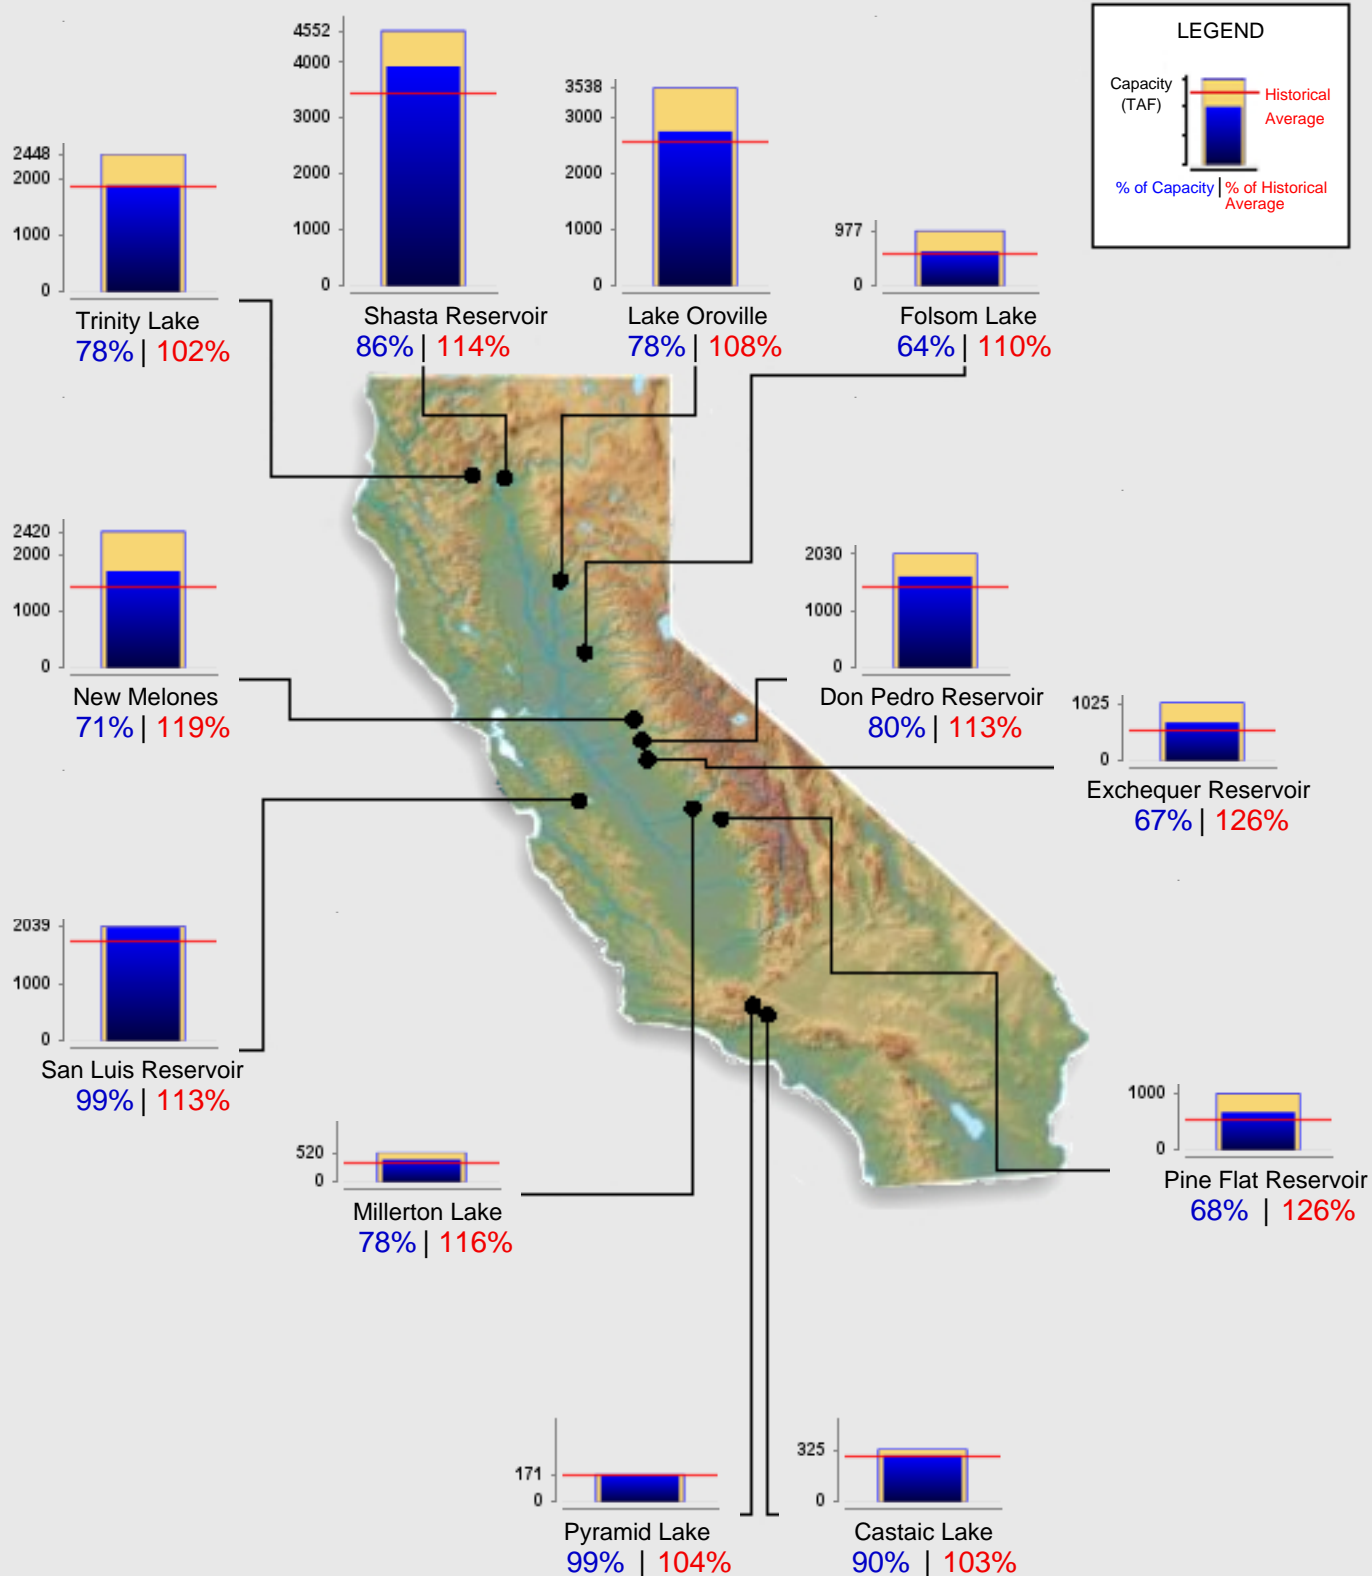 LEGEND
Capacity
(TAF)
Historical
Average
% of Capacity | % of Historical
Average
4552
4000
3000
2000
1000
0
Shasta Reservoir
86% | 114%
3538
3000
2000
1000
0
Lake Oroville
78% | 108%
2448
2000
1000
0
Trinity Lake
78% | 102%
977
0
Folsom Lake
64% | 110%
2420
2000
1000
0
New Melones
71% | 119%
2030
1000
0
Don Pedro Reservoir
80% | 113%
1025
0
Exchequer Reservoir
67% | 126%
2039
1000
0
San Luis Reservoir
99% | 113%
520
0
Millerton Lake
78% | 116%
1000
0
Pine Flat Reservoir
68% | 126%
171
0
Pyramid Lake
99% | 104%
325
0
Castaic Lake
90% | 103%